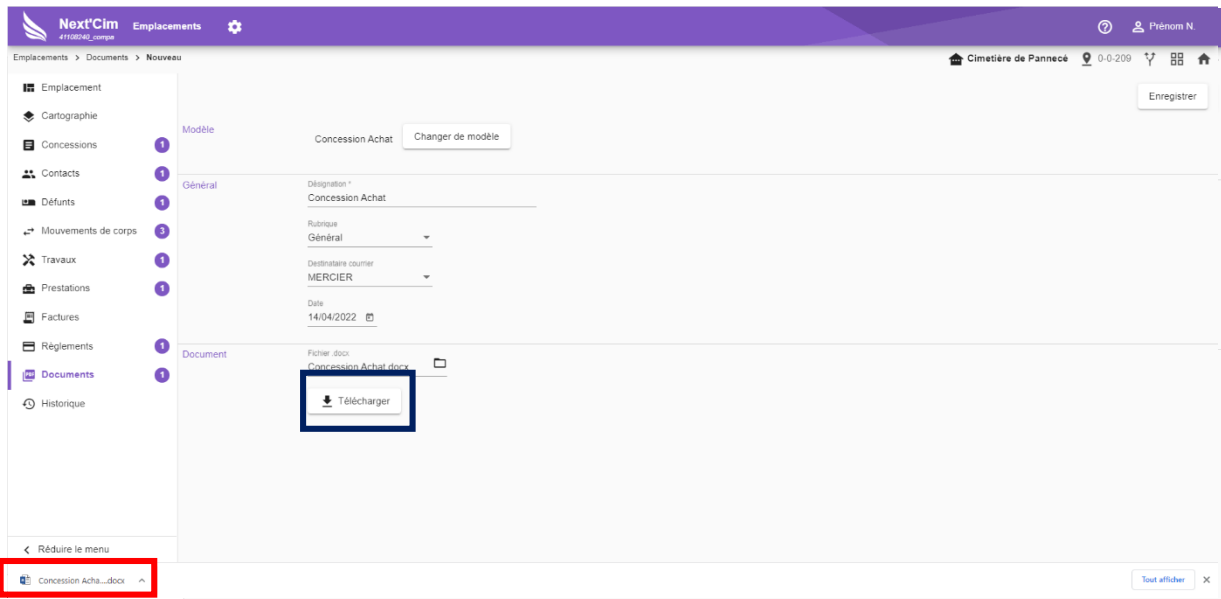 Next'Cim Emplacements Prénom N.
41108240_compa
Emplacements > Documents > Nouveau Cimetière de Pannecé 0-0-209
Emplacement
Enregistrer
Cartographie
Modèle
Concession Achat Changer de modèle
Concessions 1
Contacts 1
Général
Désignation *
Concession Achat
Défunts 1
Rubrique
Mouvements de corps 3
Général
Travaux 1
Destinataire courrier
MERCIER
Prestations 1
Date
Factures
14/04/2022
Règlements 1
Document
Fichier .docx
Concession Achat.docx
Documents 1
Télécharger
Historique
Réduire le menu
Concession Acha....docx
Tout afficher